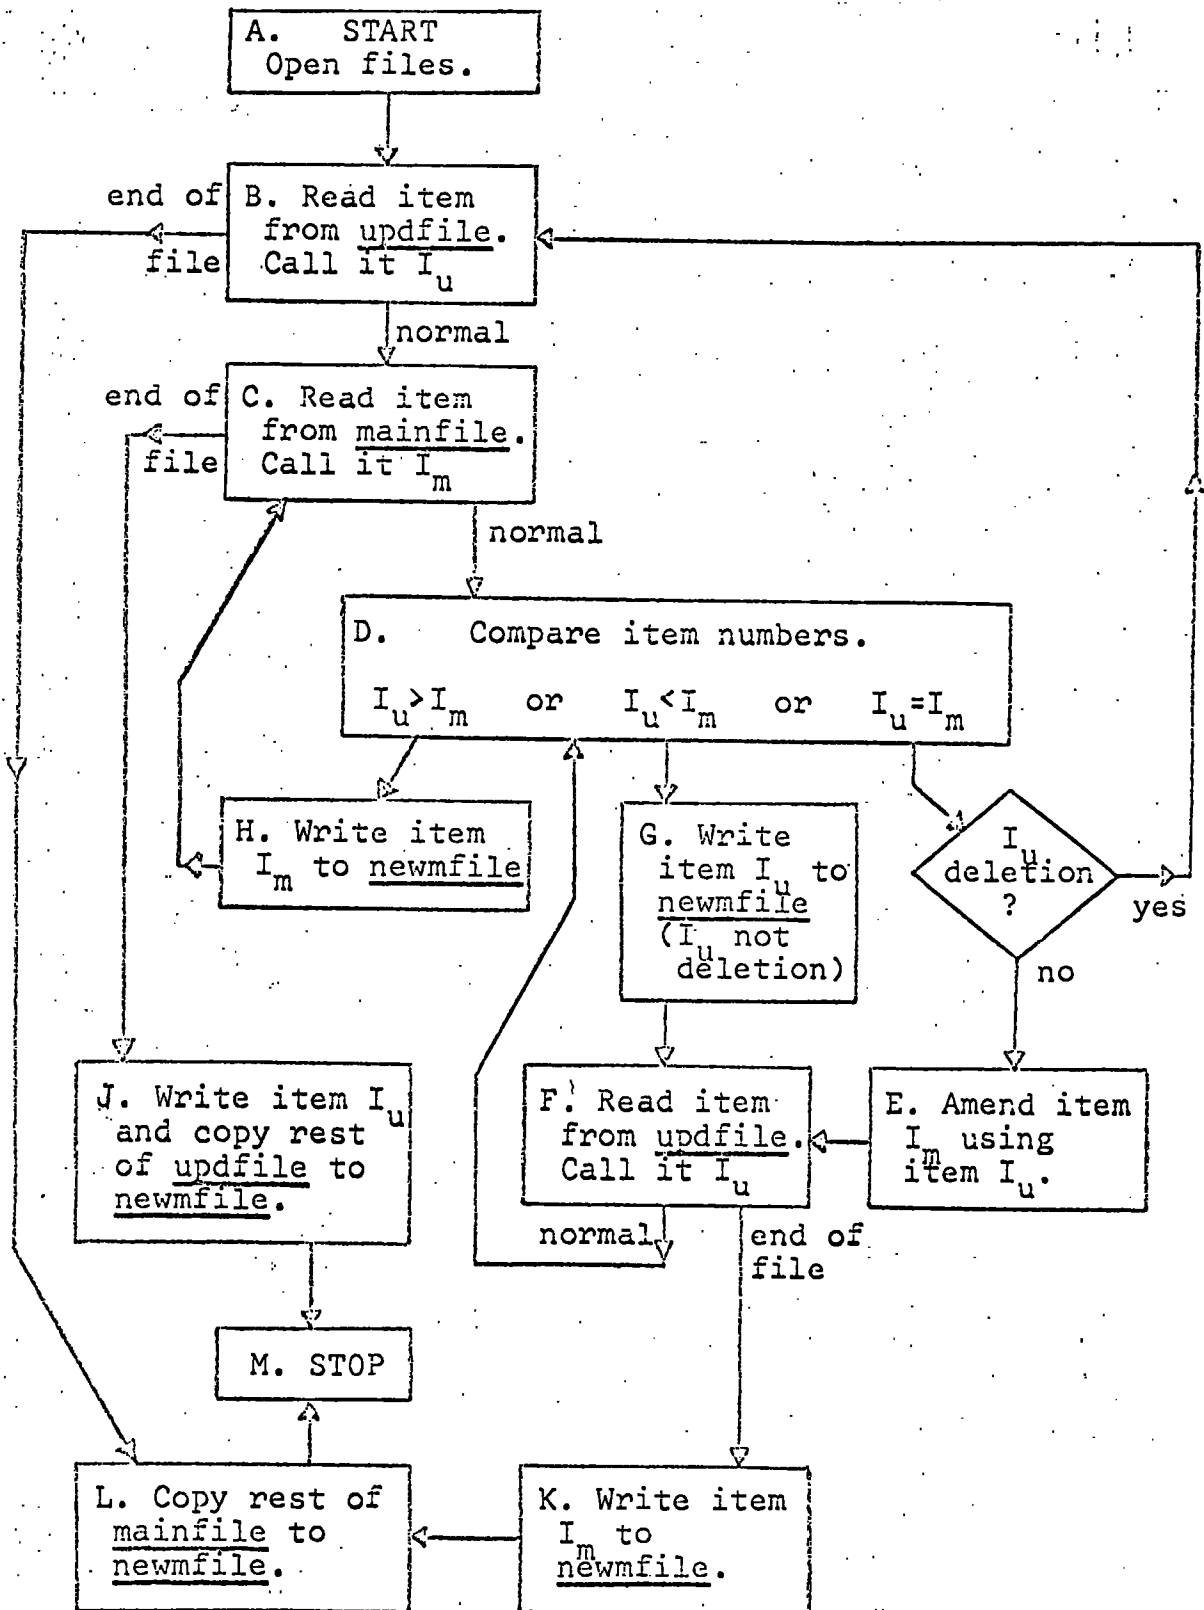 A. START
Open files.
end of
file
B. Read item
from updfile.
Call it Iu
normal
end of
file
C. Read item
from mainfile.
Call it Im
normal
D. Compare item numbers.
Iu>Im or Iu<Im or Iu=Im
H. Write item
Im to newmfile
G. Write
item Iu to
newmfile
(Iu not
deletion)
Iu
deletion
?
yes
no
J. Write item Iu
and copy rest
of updfile to
newmfile.
F. Read item
from updfile.
Call it Iu
E. Amend item
Im using
item Iu.
normal
end of
file
M. STOP
L. Copy rest of
mainfile to
newmfile.
K. Write item
Im to
newmfile.